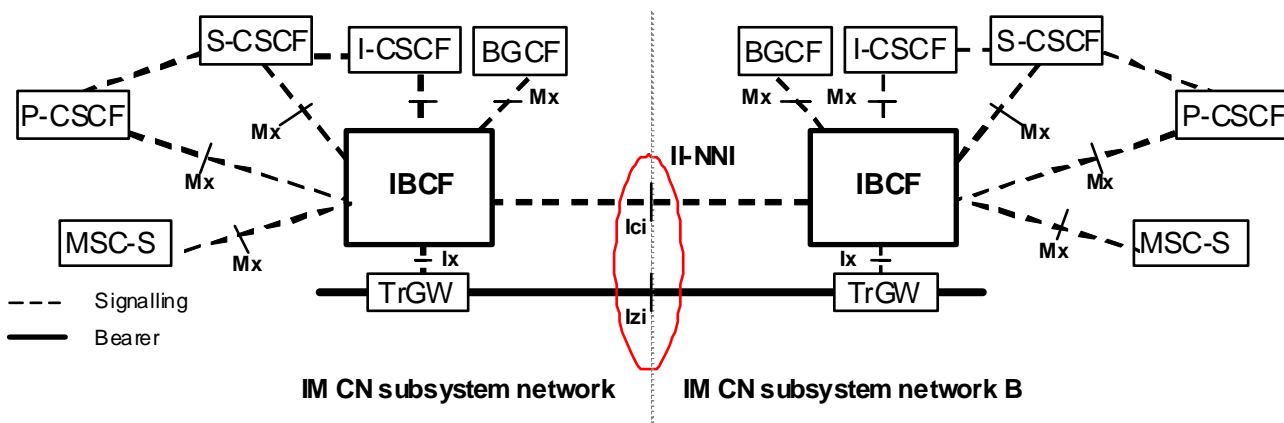 S-CSCF
I-CSCF
BGCF
BGCF
I-CSCF
S-CSCF
P-CSCF
Mx
Mx
Mx
Mx
Mx
P-CSCF
IBCF
II-NNI
IBCF
Mx
Mx
MSC-S
Mx
Ici
Mx
MSC-S
Ix
Ix
TrGW
TrGW
Signalling
Izi
Bearer
IM CN subsystem network
IM CN subsystem network B